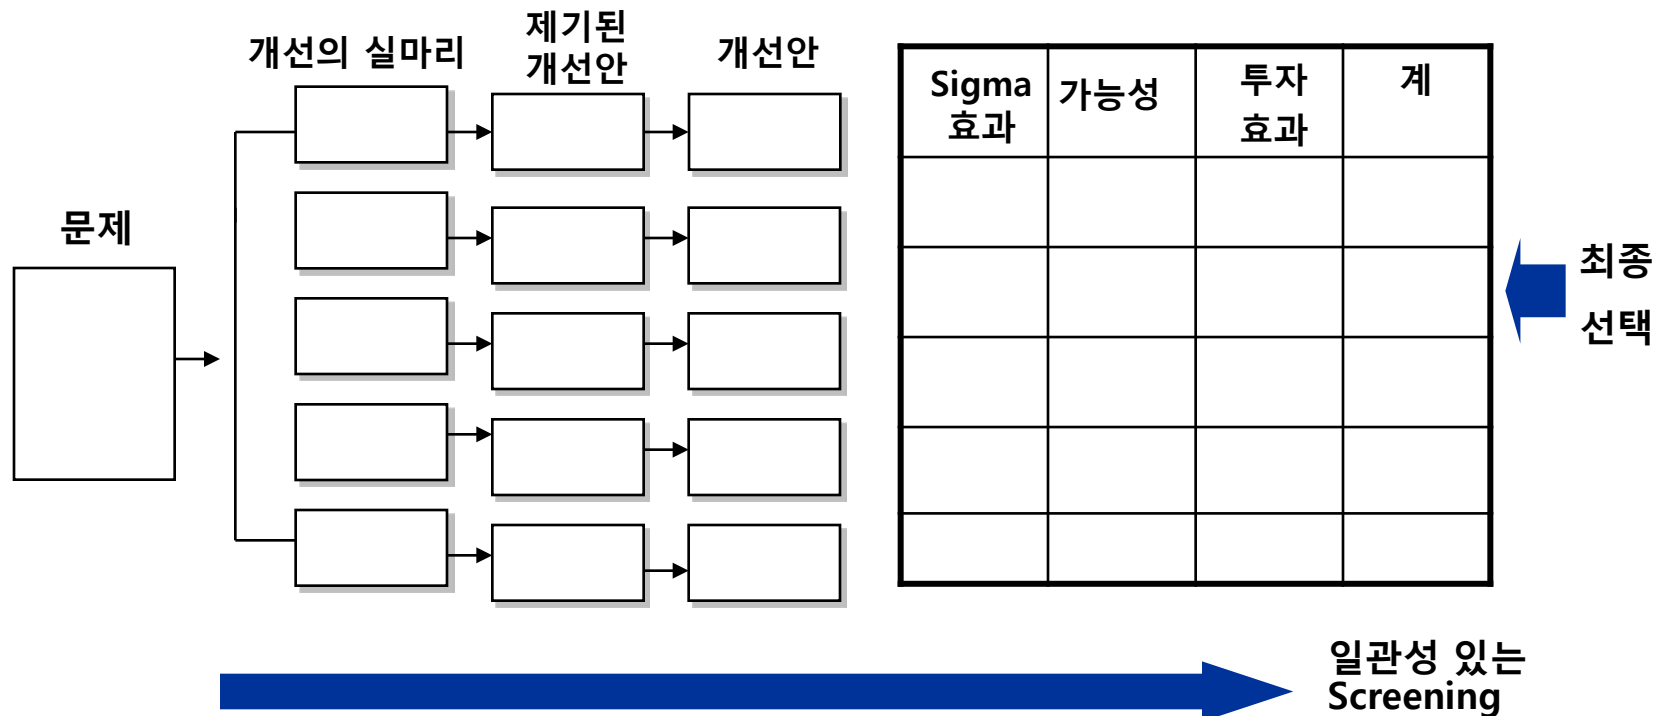 개선의 실마리
제기된
개선안
개선안
Sigma
효과
가능성
투자
효과
계
문제
최종
선택
일관성 있는
Screening